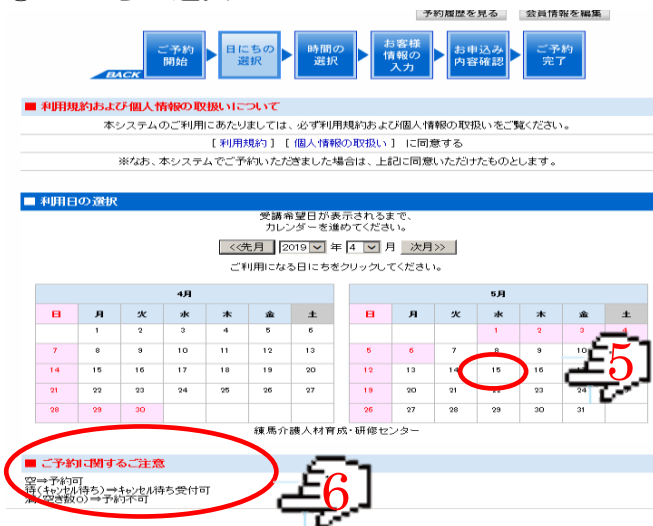 予約履歴を見る 会員情報を編集
BACK
ご予約
開始
日にちの
選択
時間の
選択
お客様
情報の
入力
お申込み
内容確認
ご予約
完了
■ 利用規約および個人情報の取扱いについて
本システムのご利用にあたりましては、必ず利用規約および個人情報の取扱いをご覧ください。
[ 利用規約 ] [ 個人情報の取扱い ] に同意する
※なお、本システムでご予約いただきました場合は、上記に同意いただけたものとします。
■ 利用日の選択
受講希望日が表示されるまで、
カレンダーを進めてください。
<<先月 2019 年 4 月 次月>>
ご利用になる日にちをクリックしてください。
4月
日 月 火 水 木 金 土
1 2 3 4 5 6
7 8 9 10 11 12 13
14 15 16 17 18 19 20
21 22 23 24 25 26 27
28 29 30
5月
日 月 火 水 木 金 土
1 2 3 4
5 6 7 8 9 10
12 13 14 15 16
19 20 21 22 23 24
26 27 28 29 30 31
5
練馬介護人材育成・研修センター
■ ご予約に関するご注意
空⇒予約可
待(キャンセル待ち)⇒キャンセル待ち受付可
満(空き数0)⇒予約不可
6